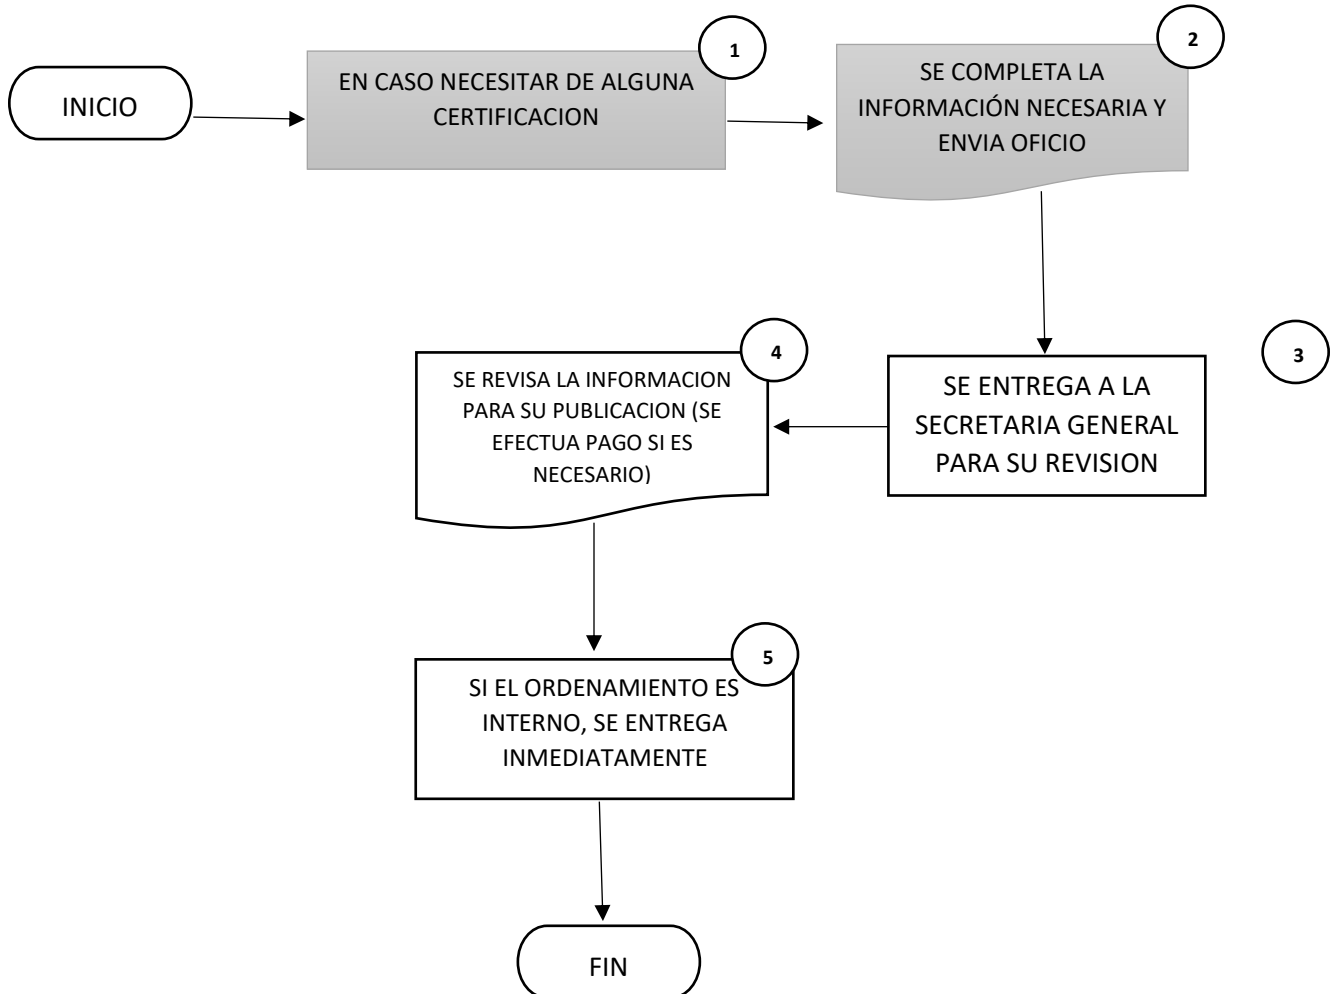 INICIO
1
EN CASO NECESITAR DE ALGUNA
CERTIFICACION
2
SE COMPLETA LA
INFORMACIÓN NECESARIA Y
ENVIA OFICIO
3
SE ENTREGA A LA
SECRETARIA GENERAL
PARA SU REVISION
4
SE REVISA LA INFORMACION
PARA SU PUBLICACION (SE
EFECTUA PAGO SI ES
NECESARIO)
5
SI EL ORDENAMIENTO ES
INTERNO, SE ENTREGA
INMEDIATAMENTE
FIN